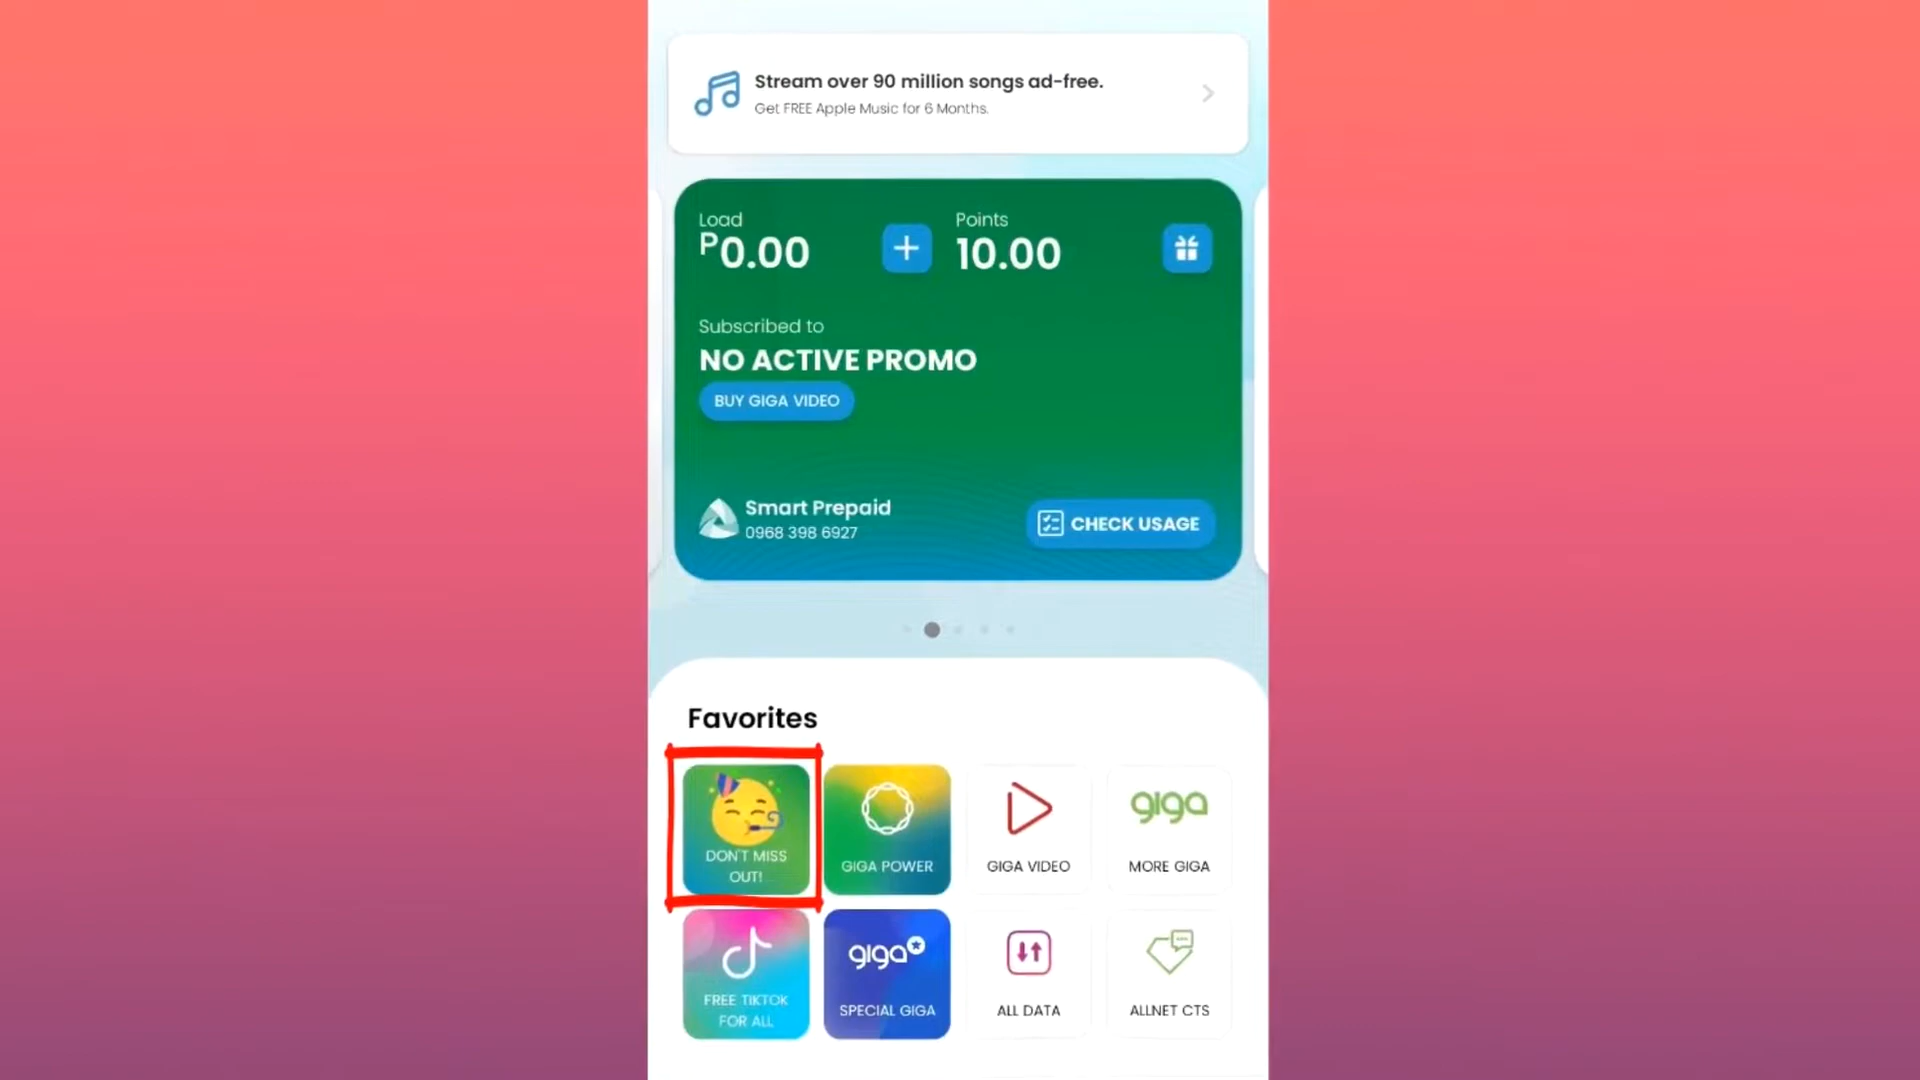 Stream over 90 million songs ad-free.
Get FREE Apple Music for 6 Months.
Load
Points
P0.00
10.00
Subscribed to
NO ACTIVE PROMO
BUY GIGA VIDEO
Smart Prepaid
0968 398 6927
CHECK USAGE
Favorites
DON'T MISS
OUT!
GIGA POWER
GIGA VIDEO
giga
MORE GIGA
FREE TIKTOK
FOR ALL
giga
SPECIAL GIGA
ALL DATA
ALLNET CTS